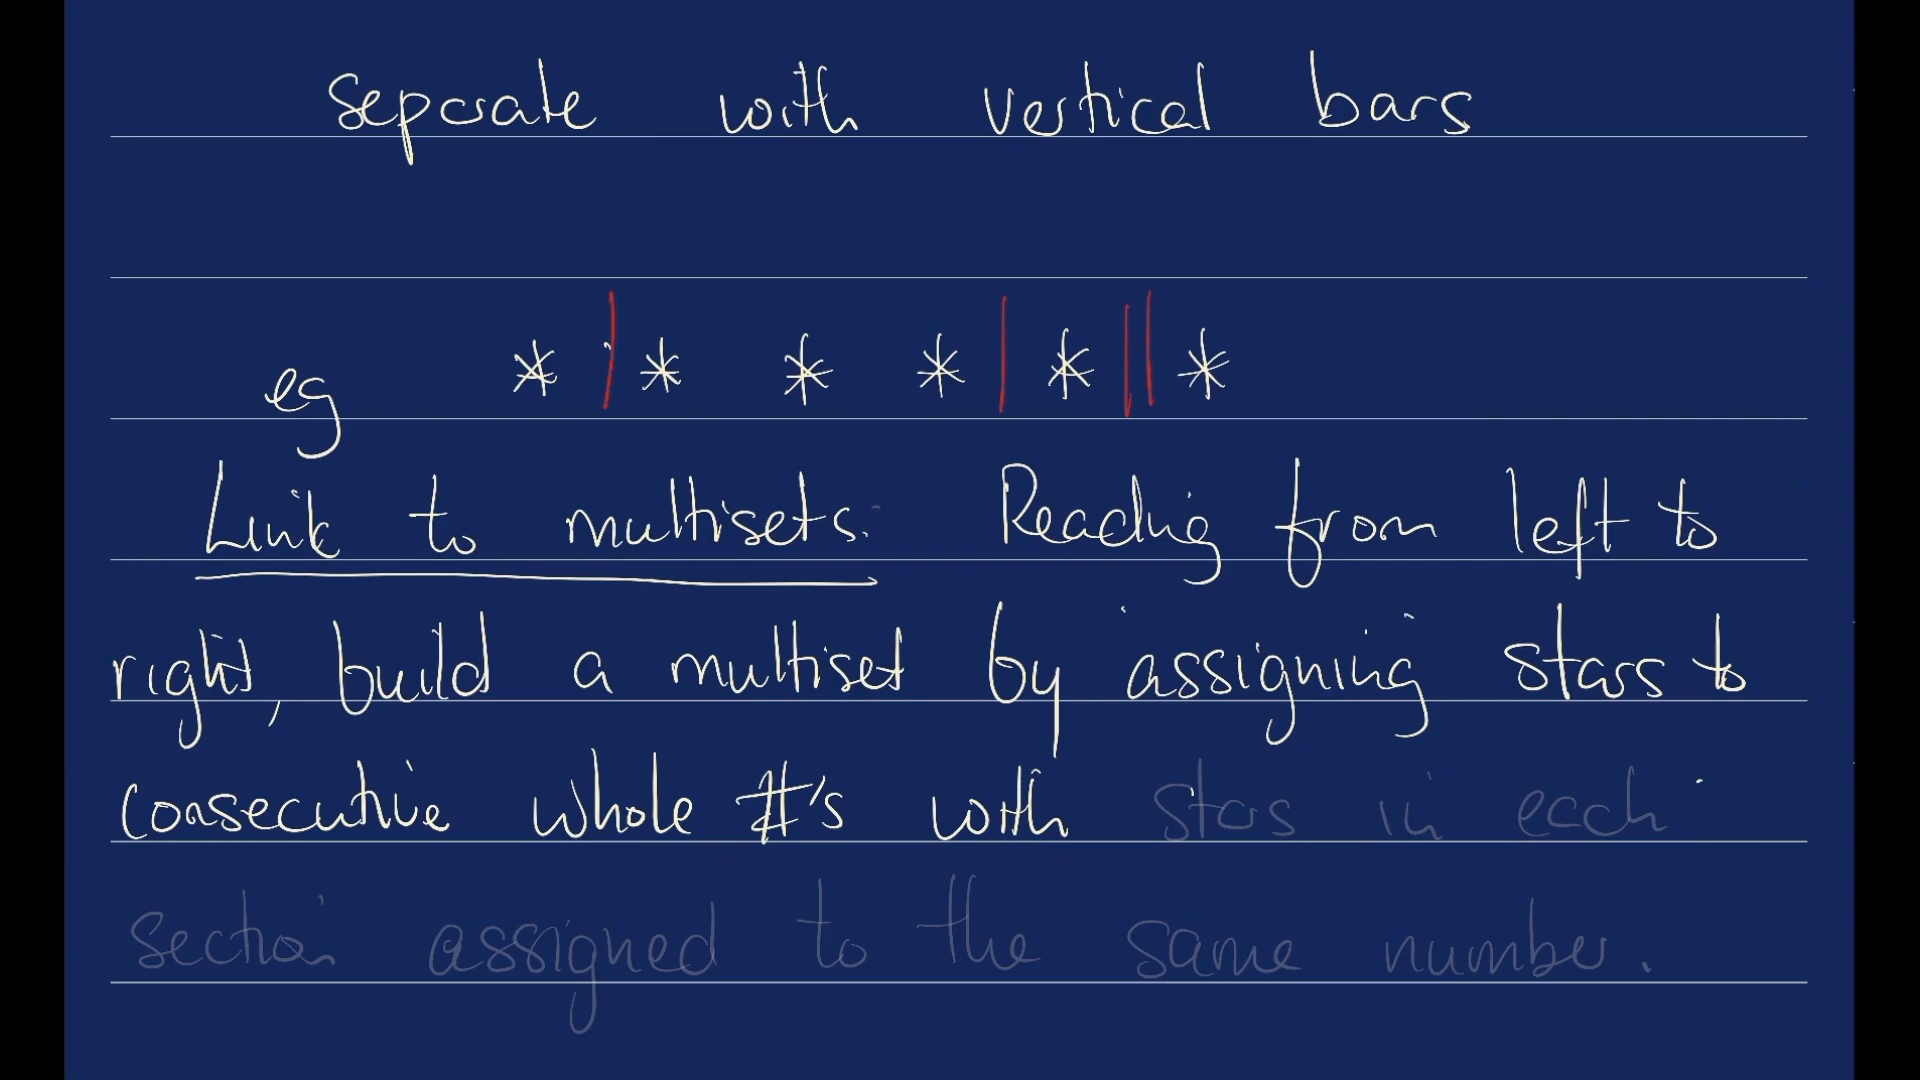 Separate with vertical bars
eg * | * * * | * || *
Link to multisets: Reading from left to
right, build a multiset by assigning stars to
consecutive whole #'s with stars in each
section assigned to the same number.